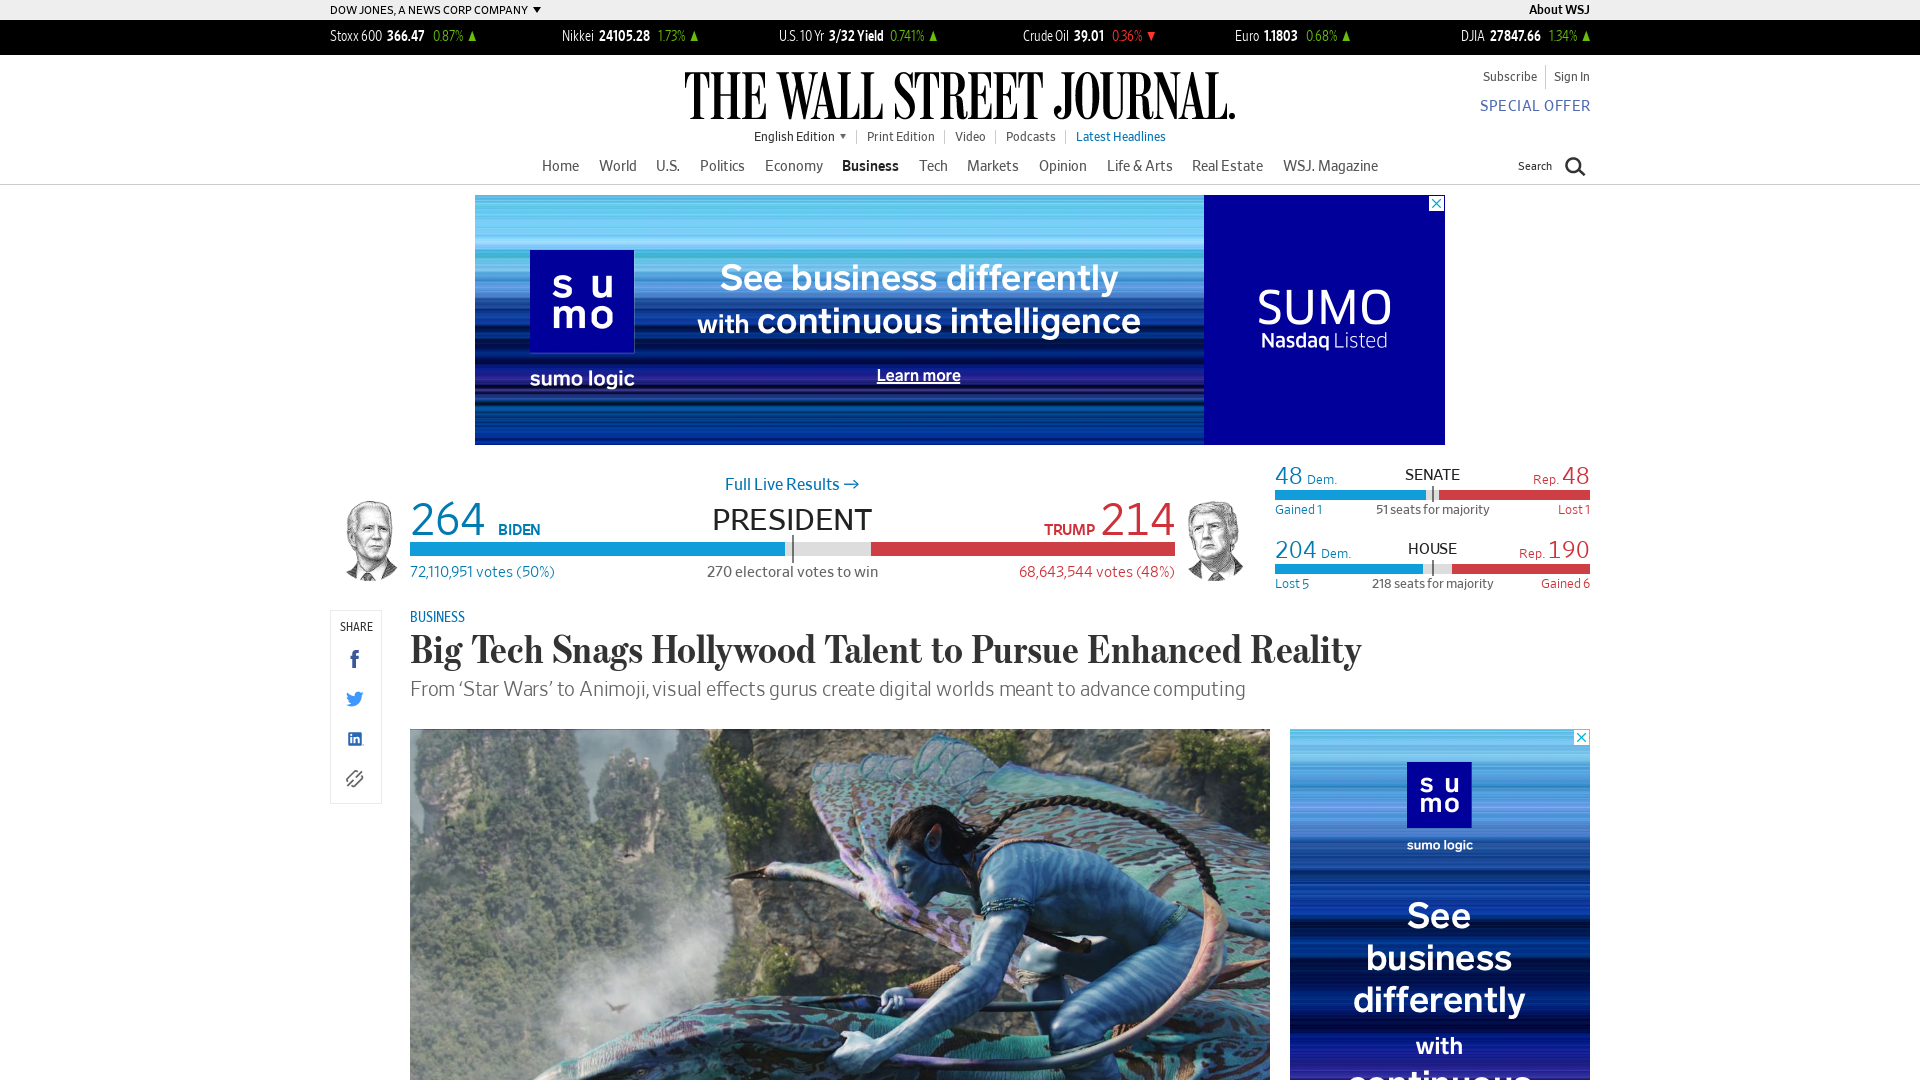 DOW JONES, A NEWS CORP COMPANY
About WSJ
Stoxx 600 366.47 0.87%
Nikkei 24105.28 1.73%
U.S. 10 Yr 3/32 Yield 0.741%
Crude Oil 39.01 0.36%
Euro 1.1803 0.68%
DJIA 27847.66 1.34%
THE WALL STREET JOURNAL.
Subscribe
Sign In
SPECIAL OFFER
English Edition
Print Edition
Video
Podcasts
Latest Headlines
Home
World
U.S.
Politics
Economy
Business
Tech
Markets
Opinion
Life & Arts
Real Estate
WSJ. Magazine
Search
su
mo
sumo logic
See business differently
with continuous intelligence
Learn more
SUMO
Nasdaq Listed
Full Live Results →
264 BIDEN
PRESIDENT
TRUMP 214
72,110,951 votes (50%)
270 electoral votes to win
68,643,544 votes (48%)
48 Dem.
SENATE
Rep. 48
Gained 1
51 seats for majority
Lost 1
204 Dem.
HOUSE
Rep. 190
Lost 5
218 seats for majority
Gained 6
SHARE
BUSINESS
Big Tech Snags Hollywood Talent to Pursue Enhanced Reality
From ‘Star Wars’ to Animoji, visual effects gurus create digital worlds meant to advance computing
su
mo
sumo logic
See
business
differently
with
continuous